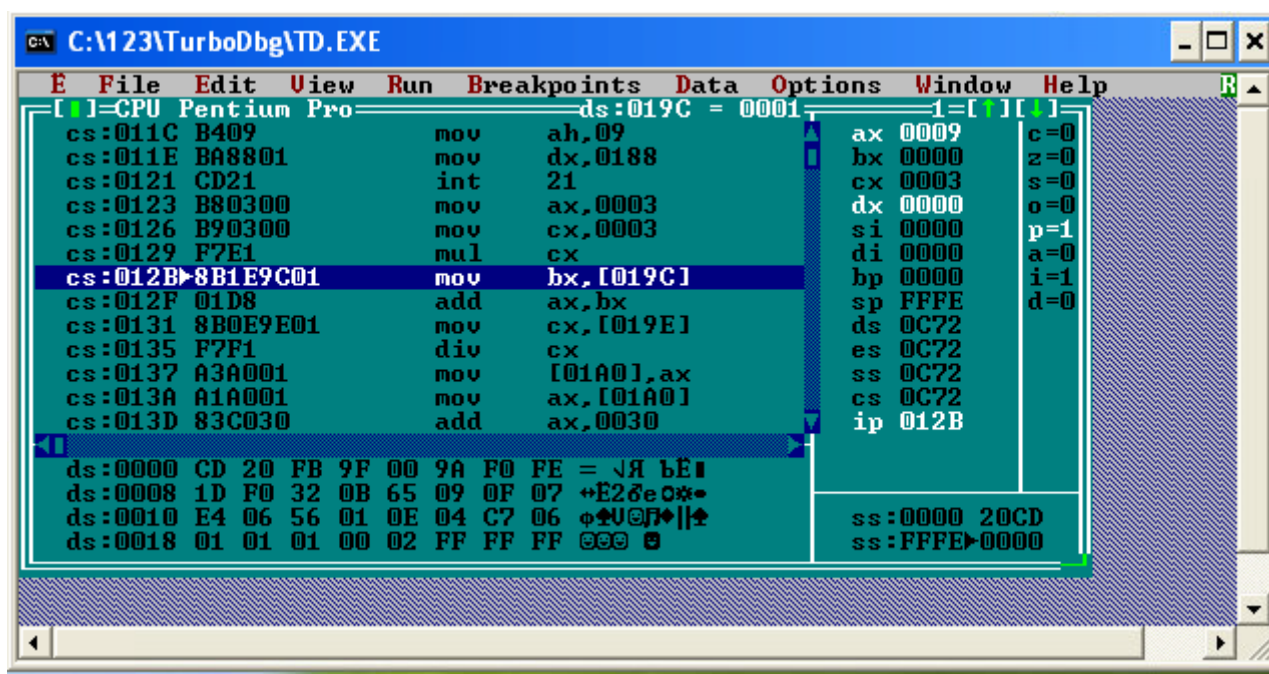 C:\123\TurboDbg\TD.EXE
Ё File Edit View Run Breakpoints Data Options Window Help R
[▮]=CPU Pentium Pro ds:019C = 0001 1=[↑][↓]
cs:011C B409 mov ah,09 ax 0009 c=0
cs:011E BA8801 mov dx,0188 bx 0000 z=0
cs:0121 CD21 int 21 cx 0003 s=0
cs:0123 B80300 mov ax,0003 dx 0000 o=0
cs:0126 B90300 mov cx,0003 si 0000 p=1
cs:0129 F7E1 mul cx di 0000 a=0
cs:012B►8B1E9C01 mov bx,[019C] bp 0000 i=1
cs:012F 01D8 add ax,bx sp FFFE d=0
cs:0131 8B0E9E01 mov cx,[019E] ds 0C72
cs:0135 F7F1 div cx es 0C72
cs:0137 A3A001 mov [01A0],ax ss 0C72
cs:013A A1A001 mov ax,[01A0] cs 0C72
cs:013D 83C030 add ax,0030 ip 012B
ds:0000 CD 20 FB 9F 00 9A F0 FE = √Я ЪЁ■
ds:0008 1D F0 32 0B 65 09 0F 07 ↔Ё2♂e○☼•
ds:0010 E4 06 56 01 0E 04 C7 06 ф♠V☺♫♦╟♠ ss:0000 20CD
ds:0018 01 01 01 00 02 FF FF FF ☺☺☺ ☻ ss:FFFE►0000